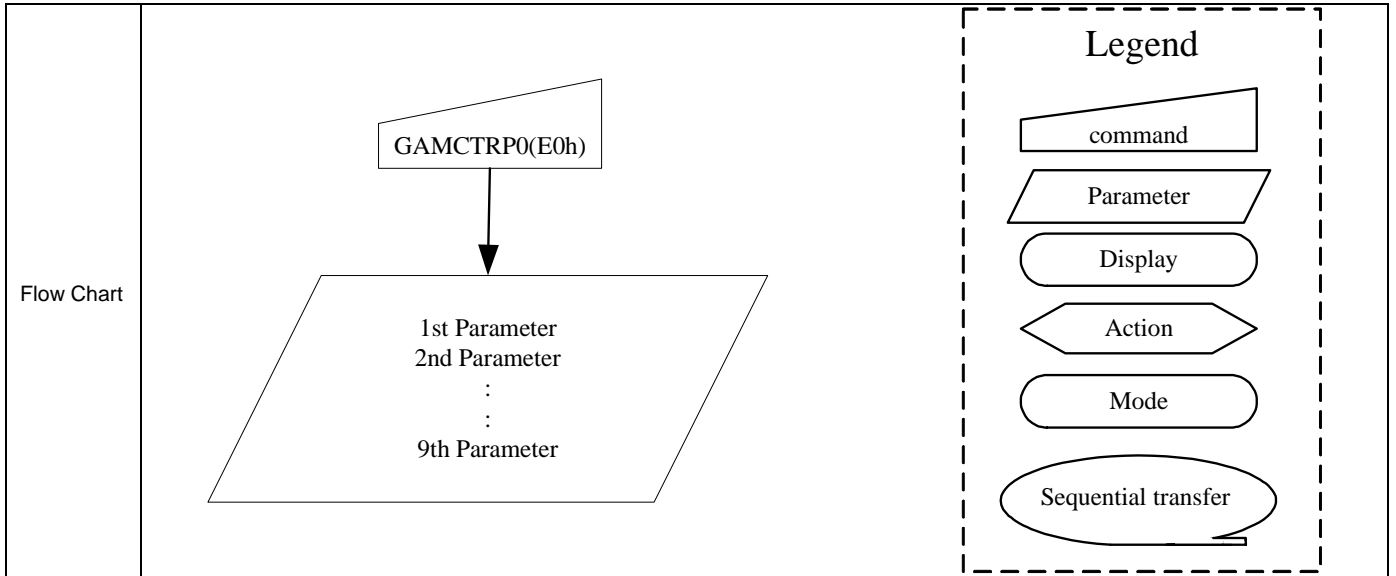 Flow Chart
GAMCTRP0(E0h)
1st Parameter
2nd Parameter
:
:
9th Parameter
Legend
command
Parameter
Display
Action
Mode
Sequential transfer